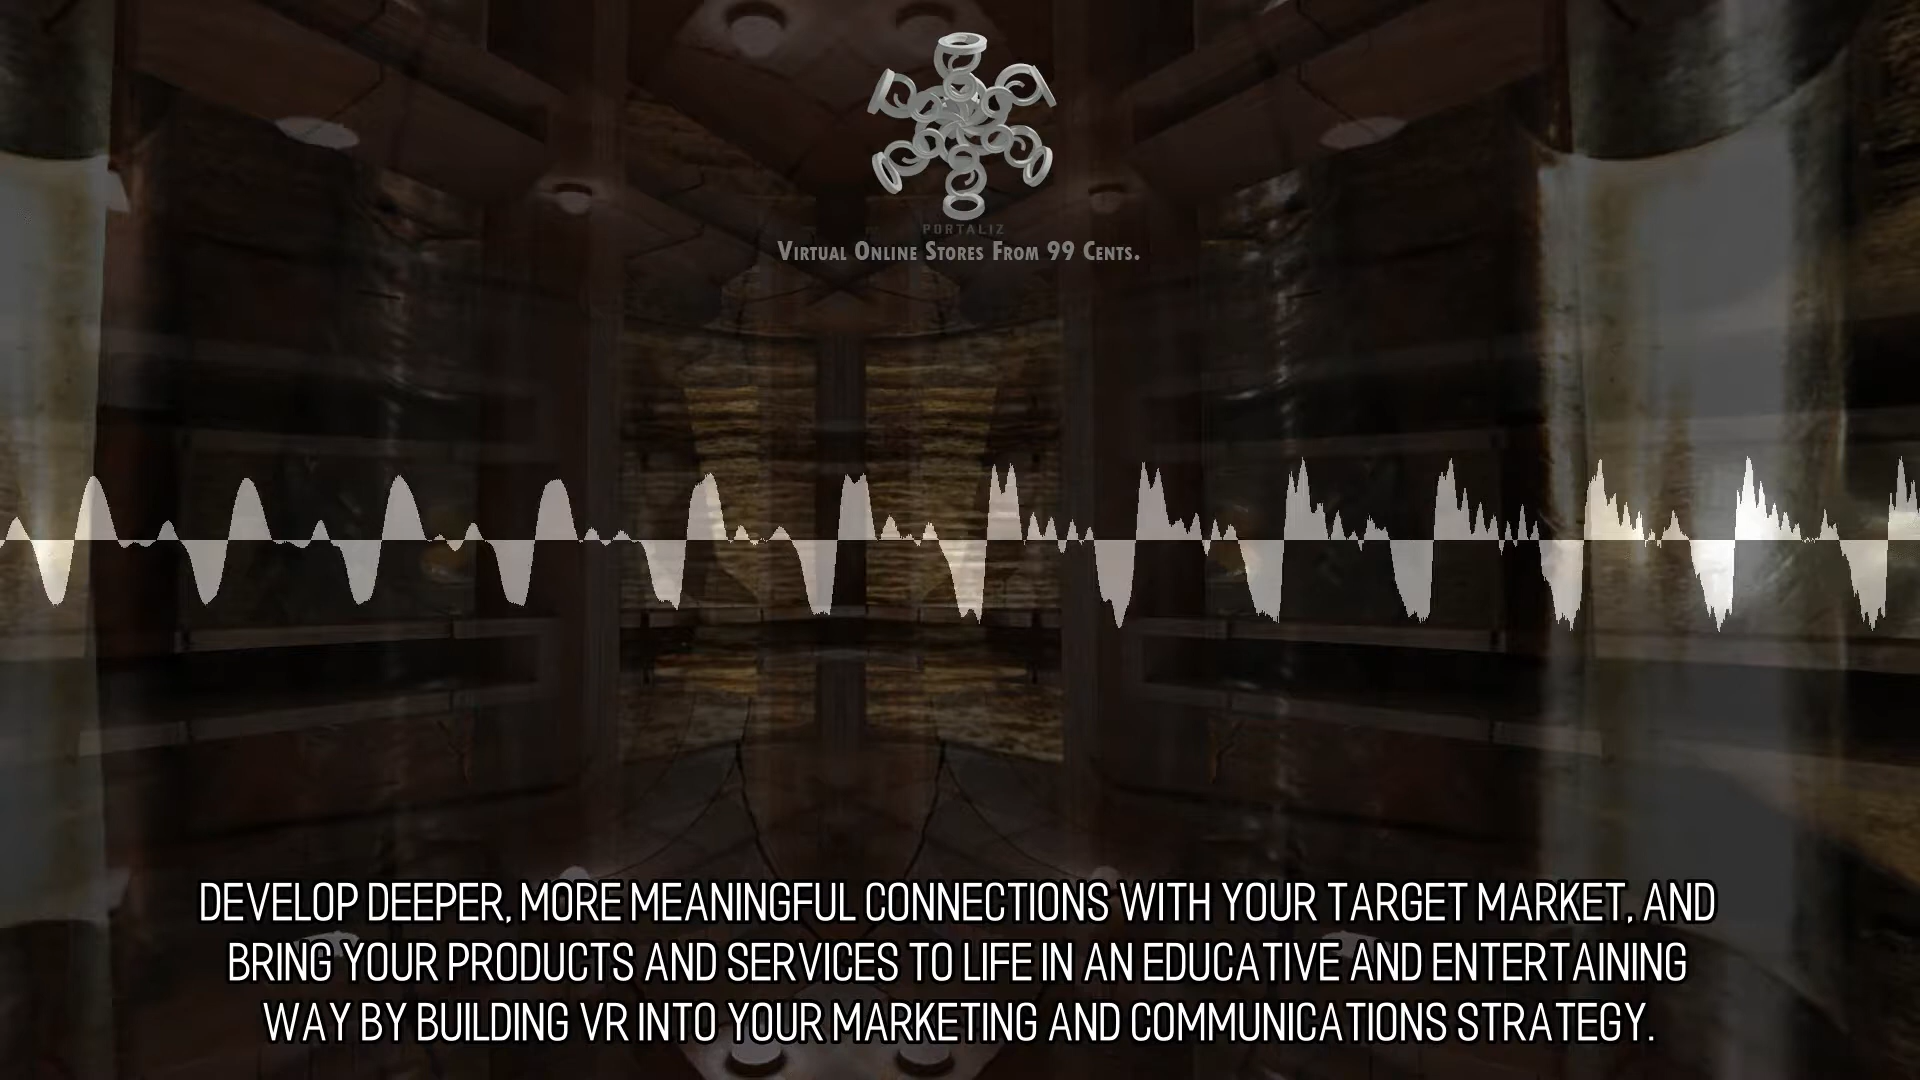 PORTALIZ
Virtual Online Stores From 99 Cents.
DEVELOP DEEPER, MORE MEANINGFUL CONNECTIONS WITH YOUR TARGET MARKET, AND
BRING YOUR PRODUCTS AND SERVICES TO LIFE IN AN EDUCATIVE AND ENTERTAINING
WAY BY BUILDING VR INTO YOUR MARKETING AND COMMUNICATIONS STRATEGY.